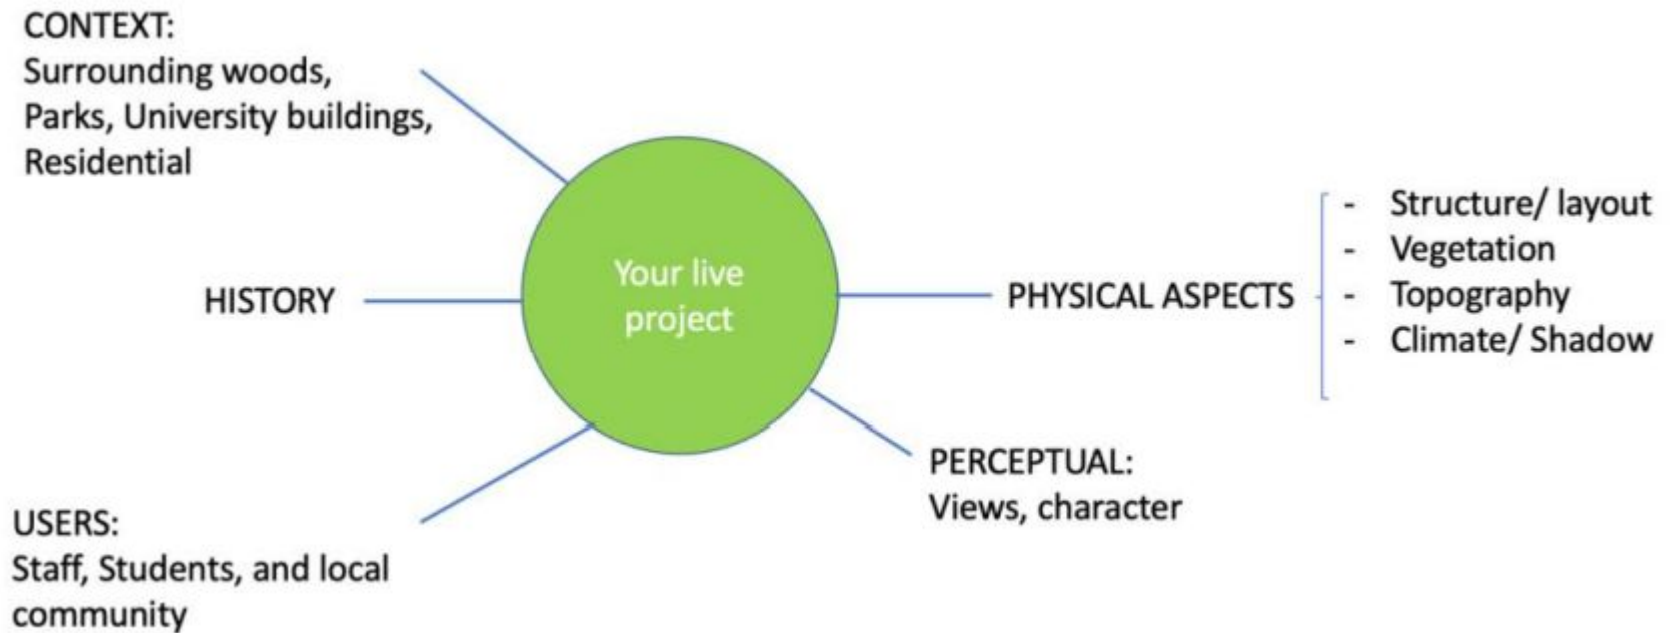 CONTEXT:
Surrounding woods,
Parks, University buildings,
Residential
HISTORY
USERS:
Staff, Students, and local
community
Your live
project
PHYSICAL ASPECTS
- Structure/ layout
- Vegetation
- Topography
- Climate/ Shadow
PERCEPTUAL:
Views, character